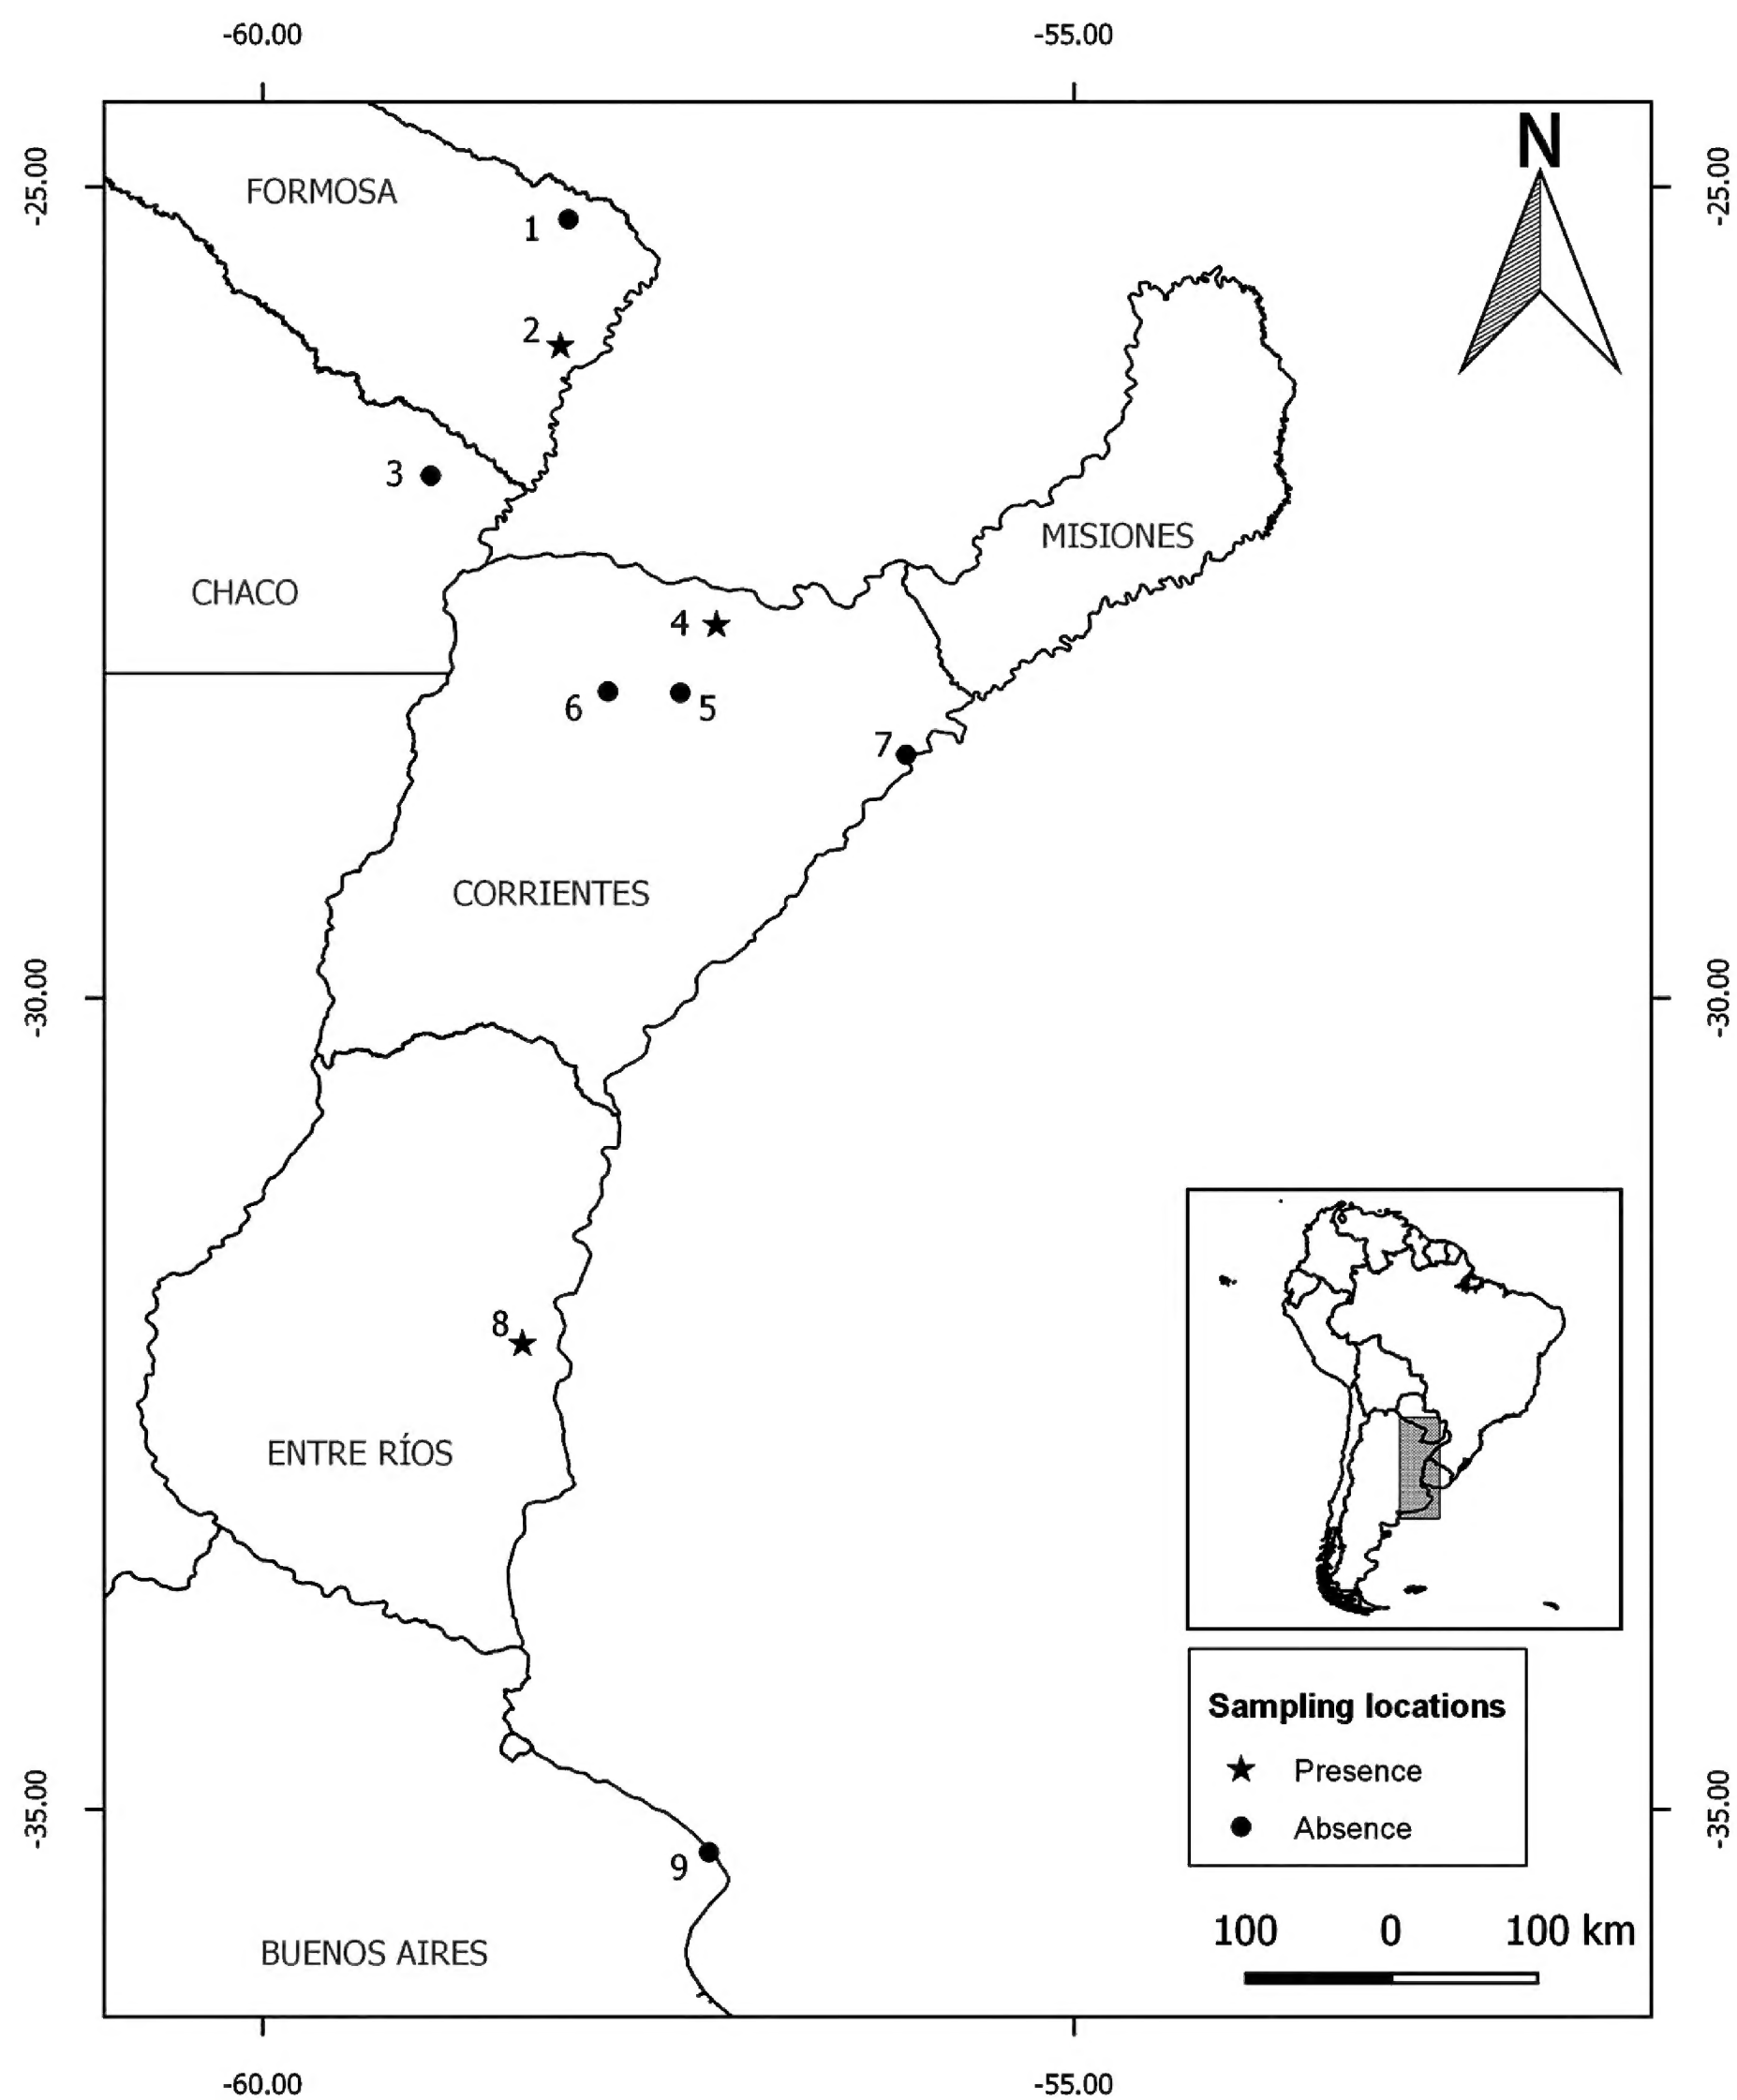 -60.00
-55.00
N
-25.00
-25.00
FORMOSA
1
2
3
MISIONES
CHACO
4
6
5
7
CORRIENTES
-30.00
-30.00
8
ENTRE RÍOS
Sampling locations
Presence
Absence
-35.00
-35.00
9
100 0 100 km
BUENOS AIRES
-60.00
-55.00